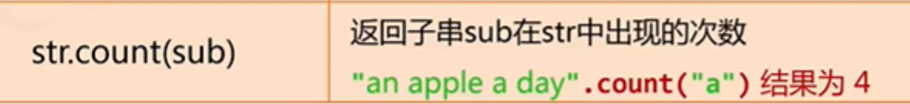 str.count(sub)
返回子串sub在str中出现的次数
"an apple a day".count("a") 结果为 4